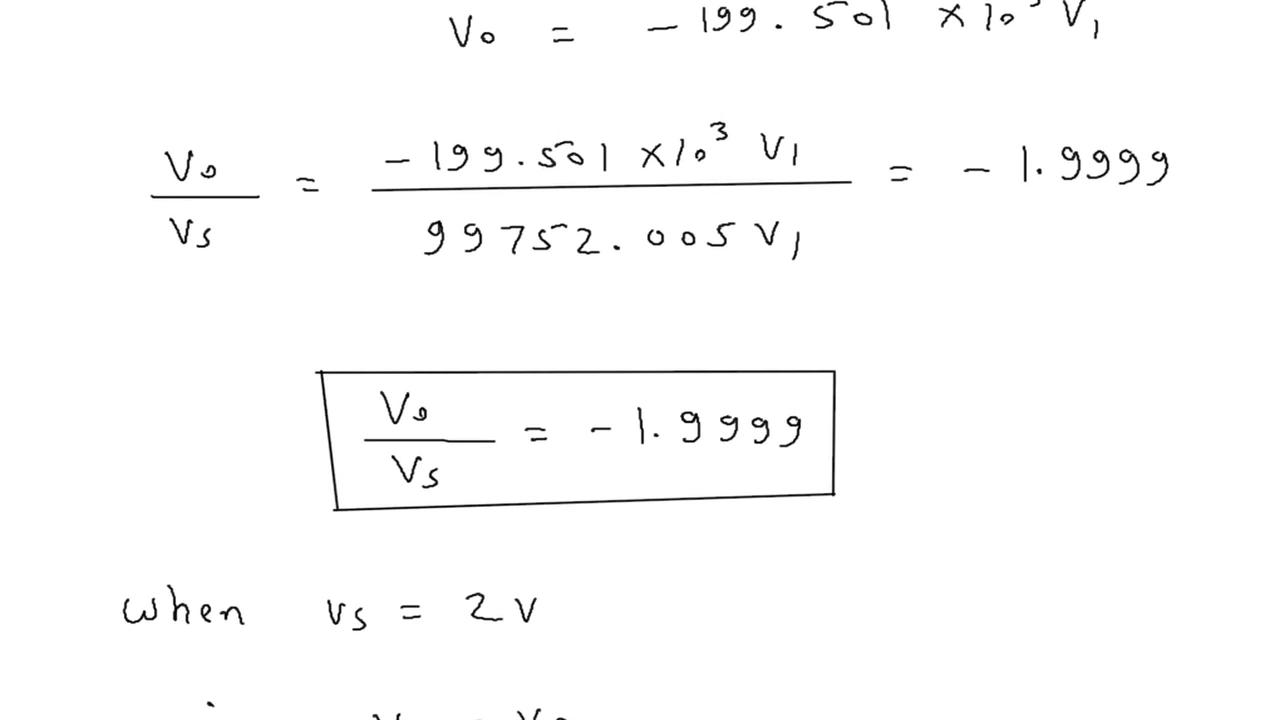 Vo = - 199.501 × 10³ V1
Vo/Vs = - 199.501 × 10³ V1 / 99752.005 V1 = - 1.9999
Vo/Vs = - 1.9999
when vs = 2 v